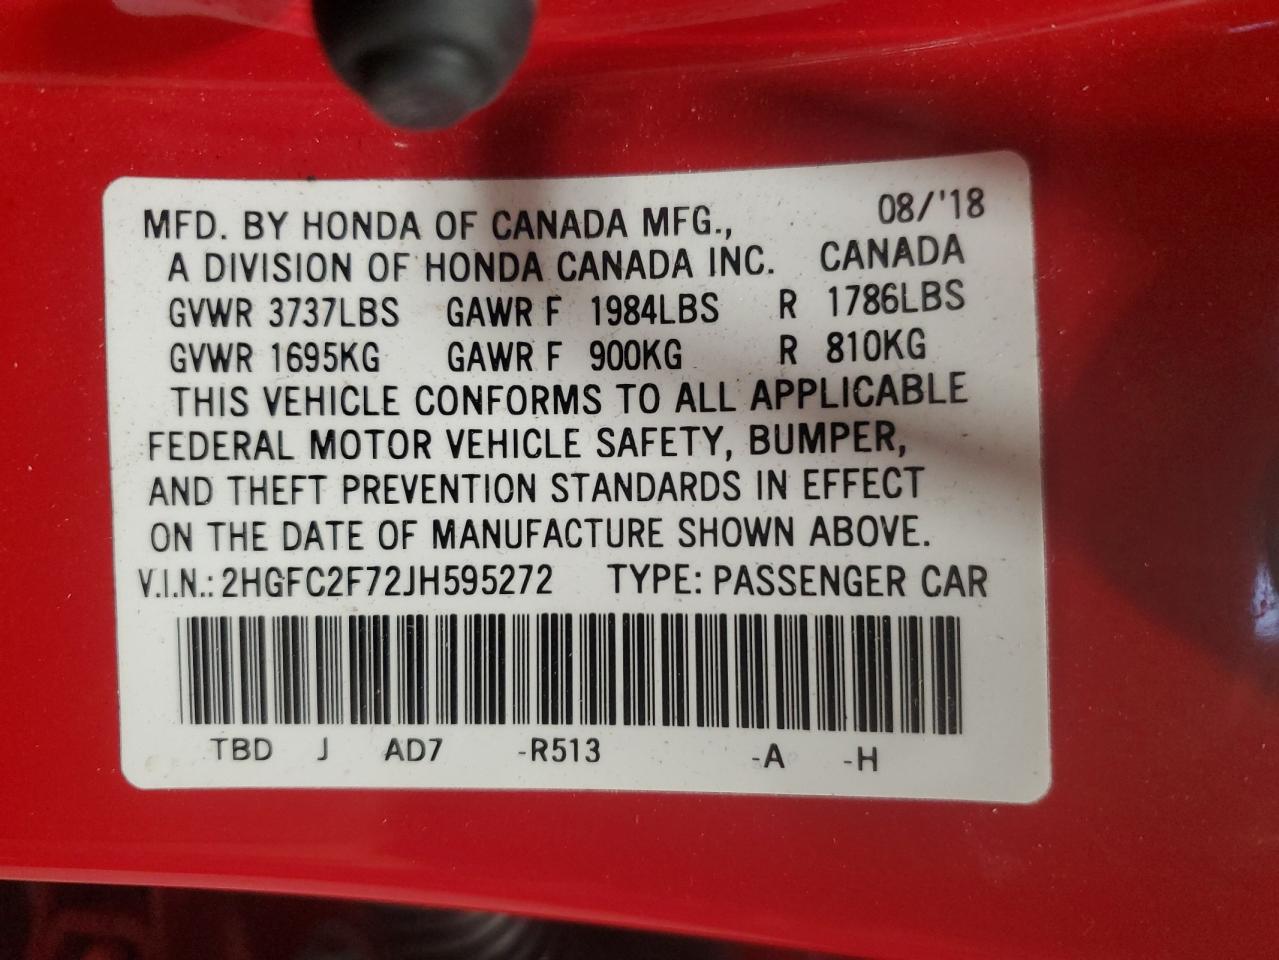 MFD. BY HONDA OF CANADA MFG., 08/'18
A DIVISION OF HONDA CANADA INC. CANADA
GVWR 3737LBS GAWR F 1984LBS R 1786LBS
GVWR 1695KG GAWR F 900KG R 810KG
THIS VEHICLE CONFORMS TO ALL APPLICABLE
FEDERAL MOTOR VEHICLE SAFETY, BUMPER,
AND THEFT PREVENTION STANDARDS IN EFFECT
ON THE DATE OF MANUFACTURE SHOWN ABOVE.
V.I.N.: 2HGFC2F72JH595272 TYPE: PASSENGER CAR
TBD J AD7 -R513 -A -H